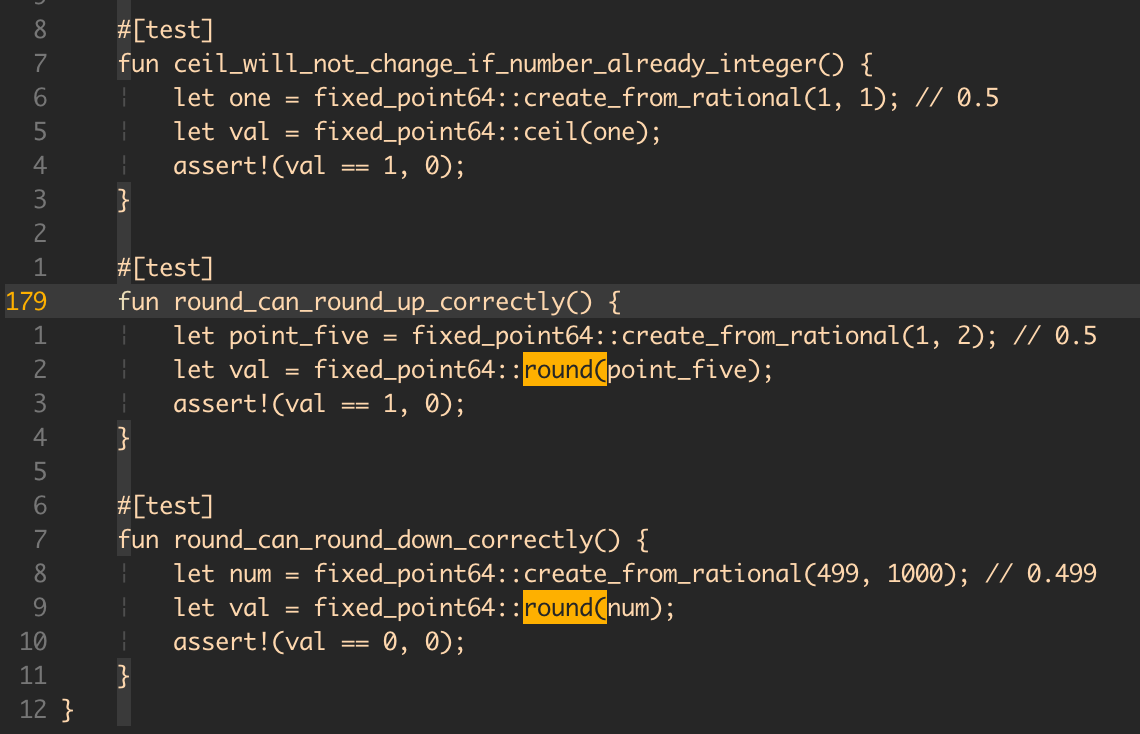 8 #[test]
7 fun ceil_will_not_change_if_number_already_integer() {
6 let one = fixed_point64::create_from_rational(1, 1); // 0.5
5 let val = fixed_point64::ceil(one);
4 assert!(val == 1, 0);
3 }
2
1 #[test]
179 fun round_can_round_up_correctly() {
1 let point_five = fixed_point64::create_from_rational(1, 2); // 0.5
2 let val = fixed_point64::round(point_five);
3 assert!(val == 1, 0);
4 }
5
6 #[test]
7 fun round_can_round_down_correctly() {
8 let num = fixed_point64::create_from_rational(499, 1000); // 0.499
9 let val = fixed_point64::round(num);
10 assert!(val == 0, 0);
11 }
12 }